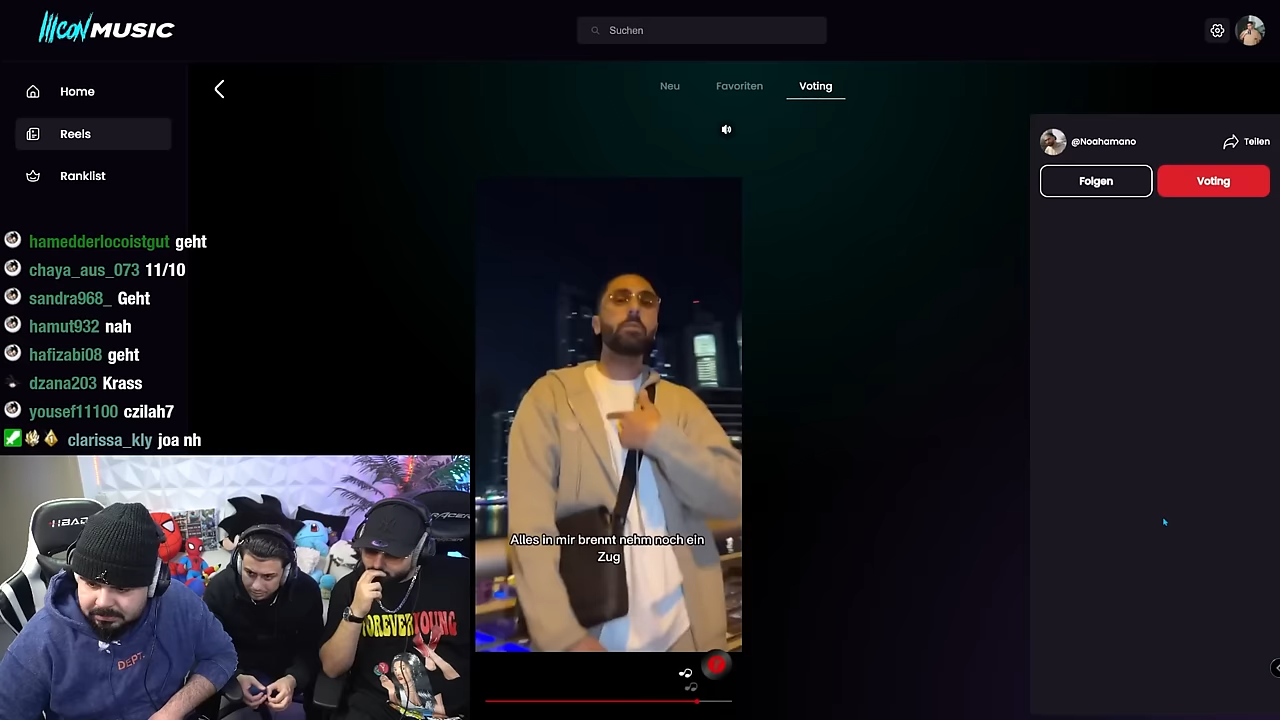 IIICON MUSIC
Suchen
Home
Reels
Ranklist
Neu
Favoriten
Voting
@Noahamano
Teilen
Folgen
Voting
hamedderlocoistgut geht
chaya_aus_073 11/10
sandra968_ Geht
hamut932 nah
hafizabi08 geht
dzana203 Krass
yousef11100 czilah7
clarissa_kly joa nh
Alles in mir brennt nehm noch ein
Zug
DEPT.
FOREVER YOUNG